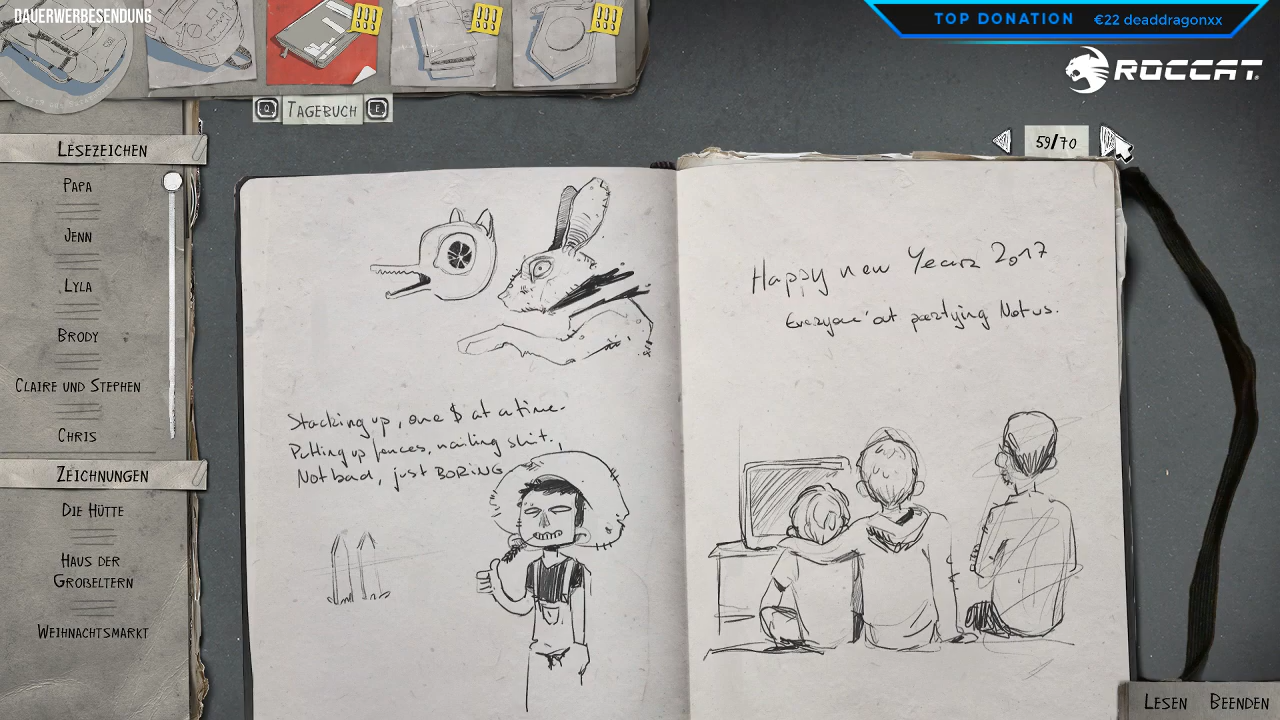 DAUERWERBESENDUNG
TOP DONATION €22 deaddragonxx
ROCCAT
Q TAGEBUCH E
59/70
LESEZEICHEN
PAPA
JENN
LYLA
BRODY
CLAIRE UND STEPHEN
CHRIS
ZEICHNUNGEN
DIE HÜTTE
HAUS DER
GROßELTERN
WEIHNACHTSMARKT
Stacking up, one $ at a time.
Putting up fences, nailing shit.
Not bad, just BORING
Happy new Year 2017
Everyone out partying Not us.
LESEN BEENDEN